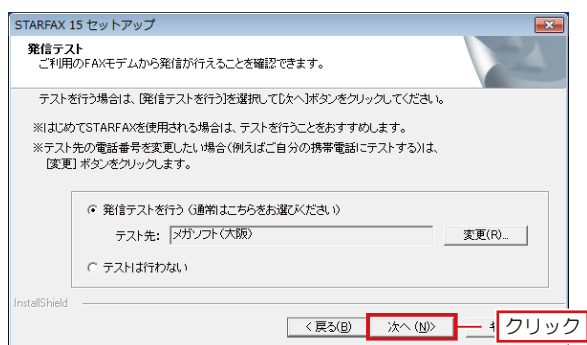 STARFAX 15 セットアップ
発信テスト
ご利用のFAXモデムから発信が行えることを確認できます。
テストを行う場合は、[発信テストを行う]を選択して[次へ]ボタンをクリックしてください。
※はじめてSTARFAXを使用される場合は、テストを行うことをおすすめします。
※テスト先の電話番号を変更したい場合(例えばご自分の携帯電話にテストする)は、
[変更] ボタンをクリックします。
発信テストを行う (通常はこちらをお選びください)
テスト先: メガソフト(大阪) 変更(R)...
テストは行わない
InstallShield
< 戻る(B) 次へ (N)> クリック